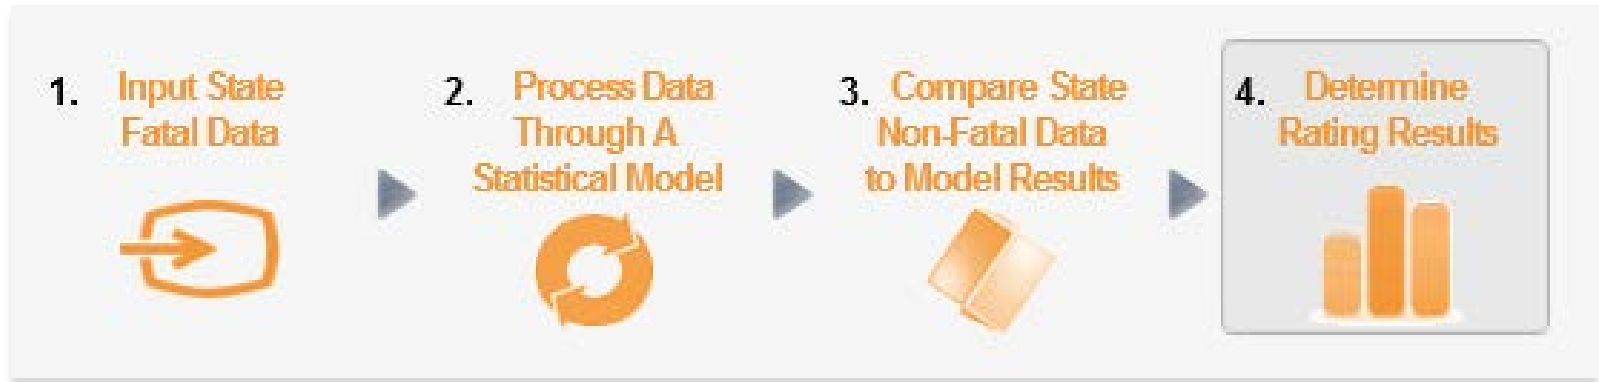 1. Input State
Fatal Data
2. Process Data
Through A
Statistical Model
3. Compare State
Non-Fatal Data
to Model Results
4. Determine
Rating Results